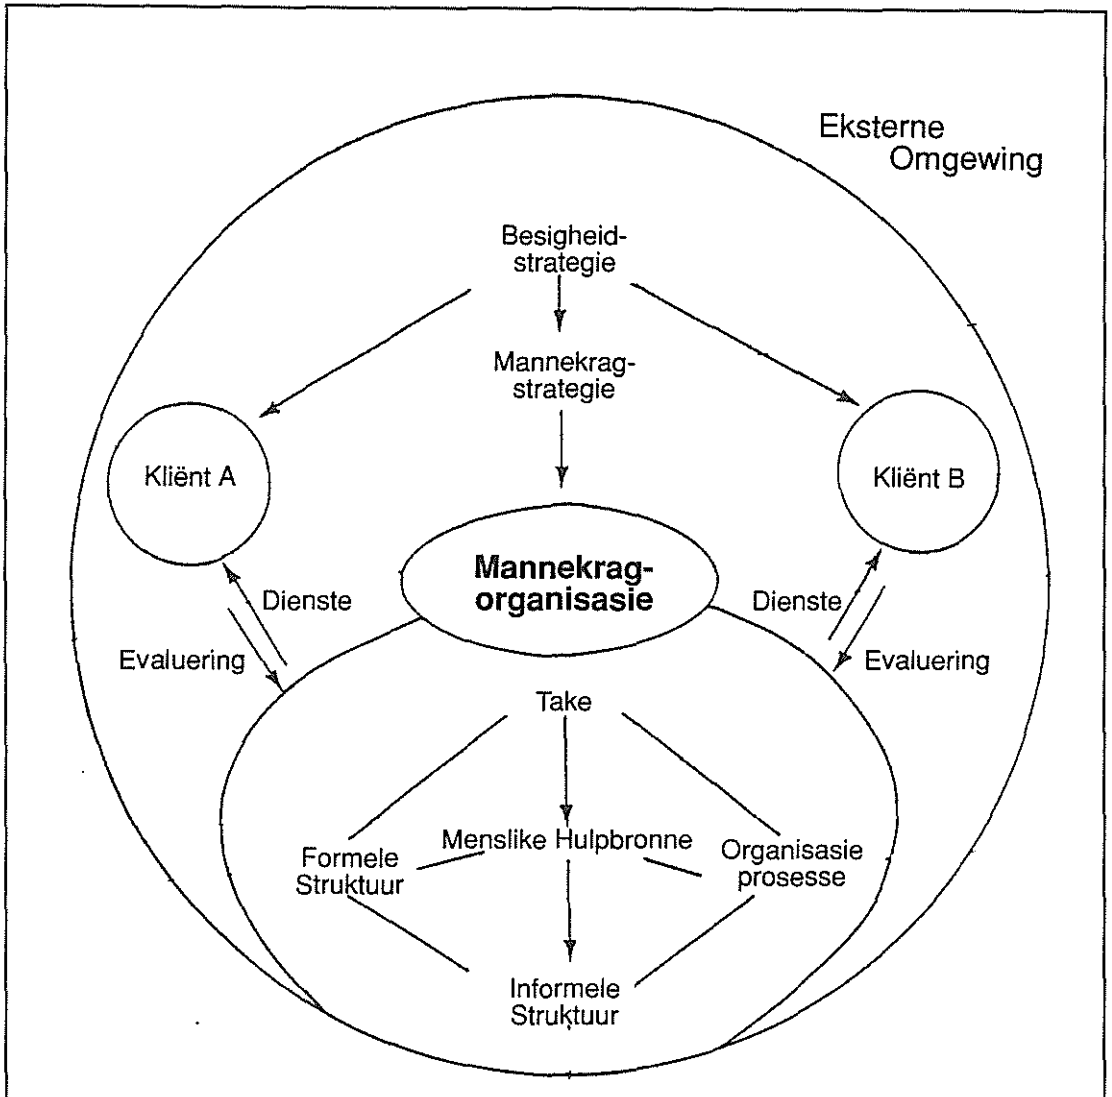 Eksterne
Omgewing
Besigheid-
strategie
Mannekrag-
strategie
Kliënt A
Kliënt B
Mannekrag-
organisasie
Dienste
Dienste
Evaluering
Evaluering
Take
Menslike Hulpbronne
Formele
Struktuur
Organisasie
prosesse
Informele
Struktuur